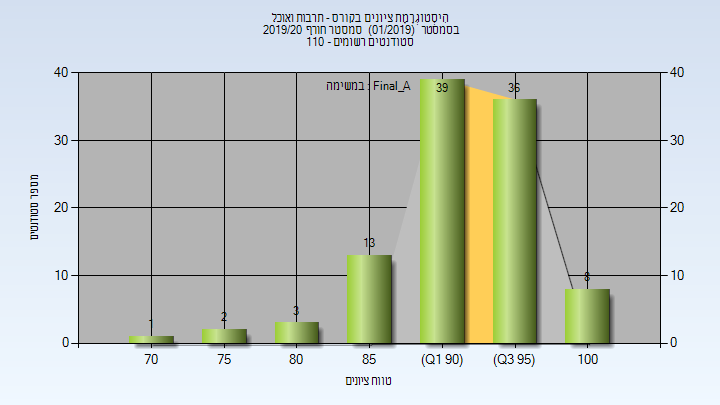 היסטוגרמת ציונים בקורס - תרבות ואוכל
בסמסטר (01/2019) סמסטר חורף 2019/20
סטודנטים רשומים - 110
במשימה : Final_A
מספר סטודנטים
40
30
20
10
0
40
30
20
10
0
1
2
3
13
39
36
8
70
75
80
85
(Q1 90)
(Q3 95)
100
טווח ציונים